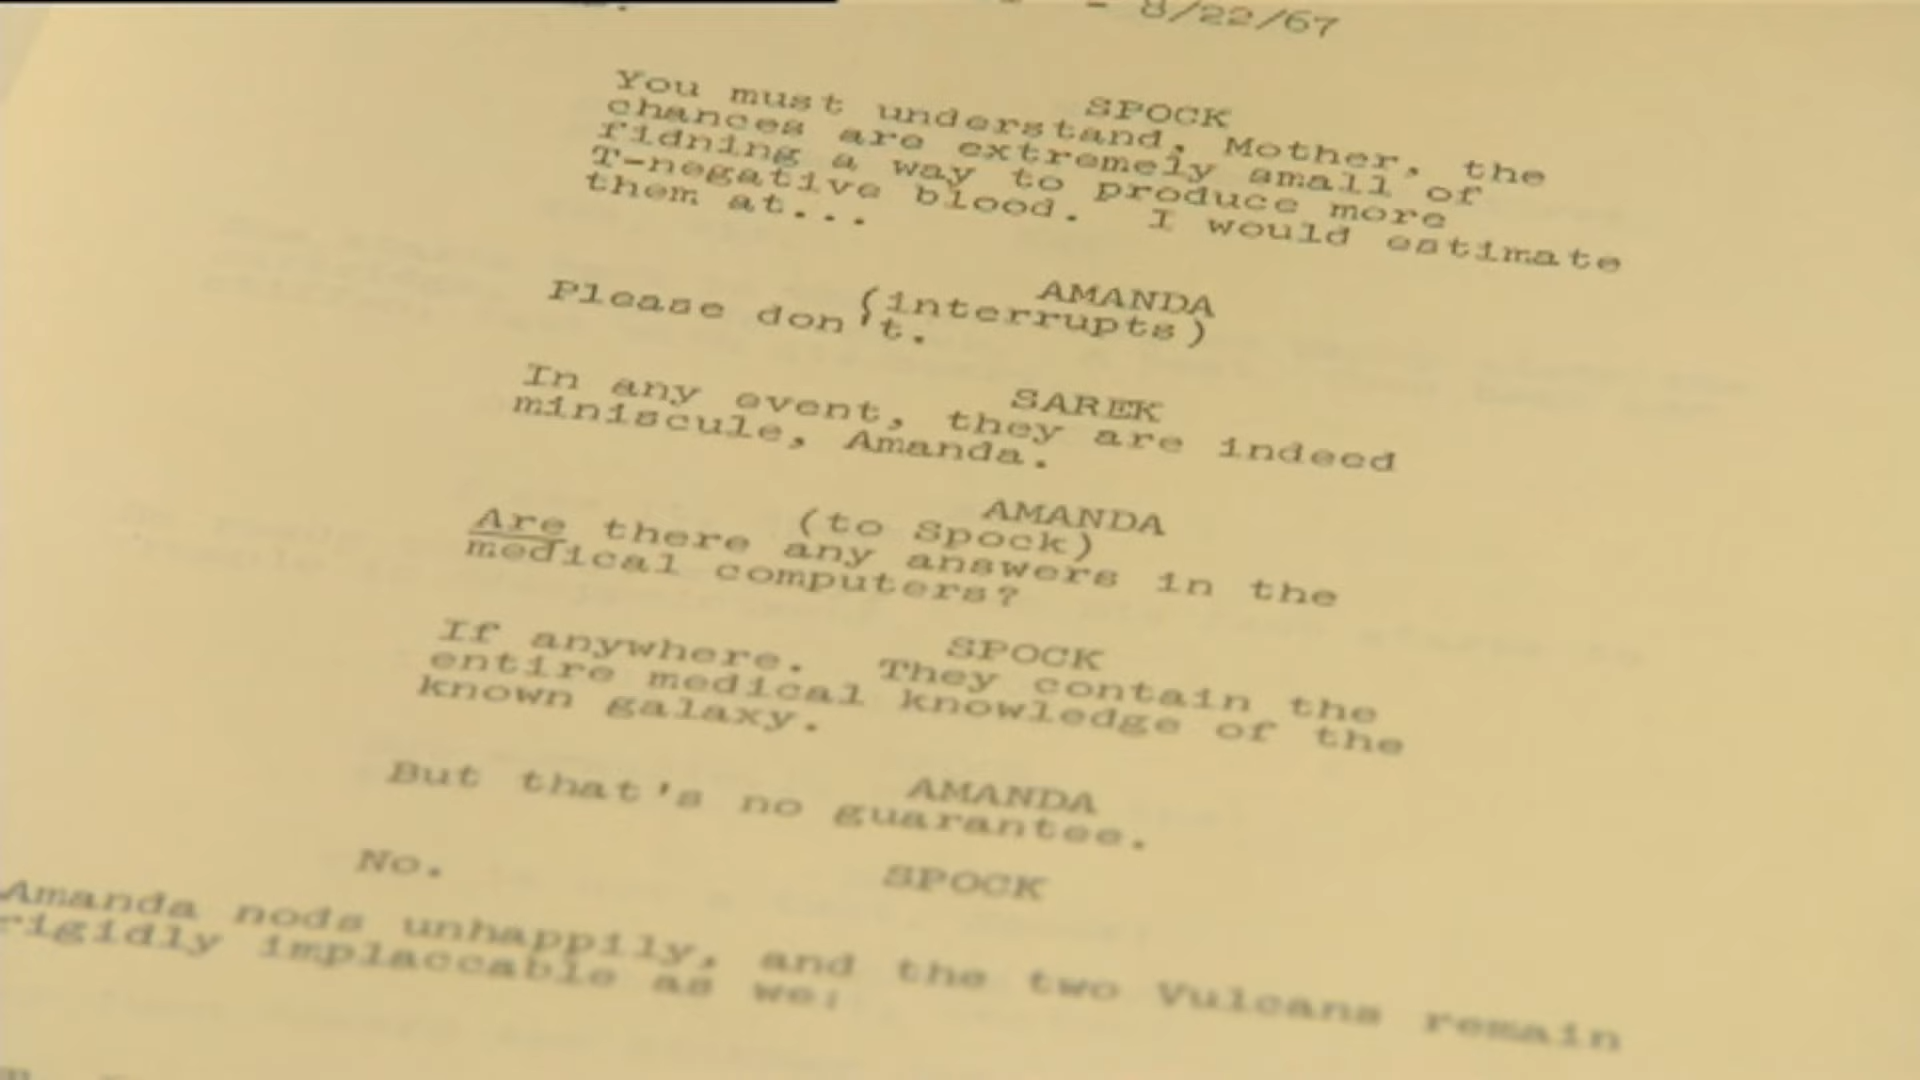 - 8/22/67
SPOCK
You must understand, Mother, the
chances are extremely small of
fidning a way to produce more
T-negative blood. I would estimate
them at...
AMANDA
(interrupts)
Please don't.
SAREK
In any event, they are indeed
miniscule, Amanda.
AMANDA
(to Spock)
Are there any answers in the
medical computers?
SPOCK
If anywhere. They contain the
entire medical knowledge of the
known galaxy.
AMANDA
But that's no guarantee.
SPOCK
No.
Amanda nods unhappily, and the two Vulcans remain
rigidly implaccable as we: